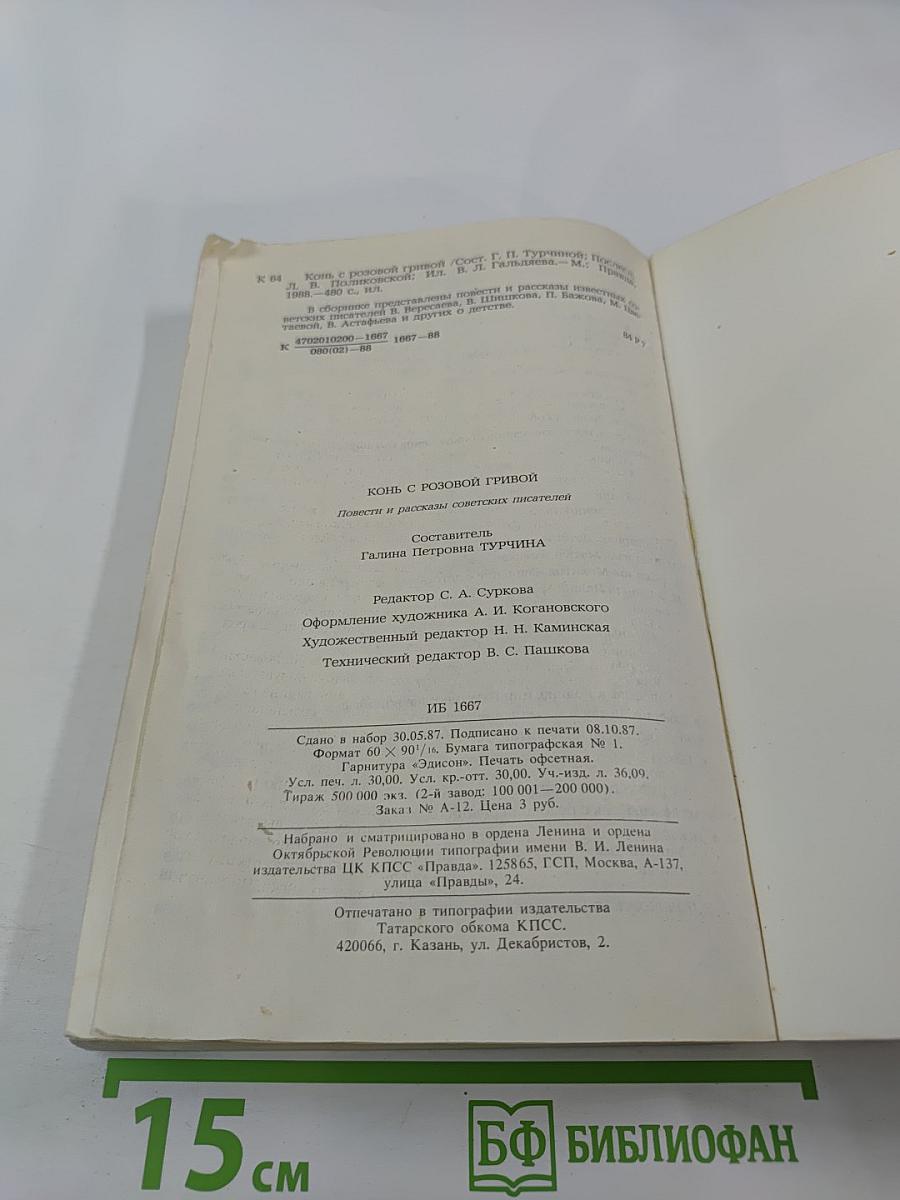 К 64 Конь с розовой гривой /Сост. Г. П. Турчиной; Послесл.
Л. В. Поликовской; Ил. В. Л. Гальдяева.— М.: Правда,
1988.—480 с., ил.
В сборнике представлены повести и рассказы известных со-
ветских писателей В. Вересаева, В. Шишкова, П. Бажова, М. Цве-
таевой, В. Астафьева и других о детстве.
К 4702010200—1667 1667—88
080(02)—88
84 Р 7
КОНЬ С РОЗОВОЙ ГРИВОЙ
Повести и рассказы советских писателей
Составитель
Галина Петровна ТУРЧИНА
Редактор С. А. Суркова
Оформление художника А. И. Когановского
Художественный редактор Н. Н. Каминская
Технический редактор В. С. Пашкова
ИБ 1667
Сдано в набор 30.05.87. Подписано к печати 08.10.87.
Формат 60 × 90¹/₁₆. Бумага типографская № 1.
Гарнитура «Эдисон». Печать офсетная.
Усл. печ. л. 30,00. Усл. кр.-отт. 30,00. Уч.-изд. л. 36,09.
Тираж 500 000 экз. (2-й завод: 100 001—200 000).
Заказ № А-12. Цена 3 руб.
Набрано и сматрицировано в ордена Ленина и ордена
Октябрьской Революции типографии имени В. И. Ленина
издательства ЦК КПСС «Правда». 125865, ГСП, Москва, А-137,
улица «Правды», 24.
Отпечатано в типографии издательства
Татарского обкома КПСС.
420066, г. Казань, ул. Декабристов, 2.
15 см
БФ БИБЛИОФАН